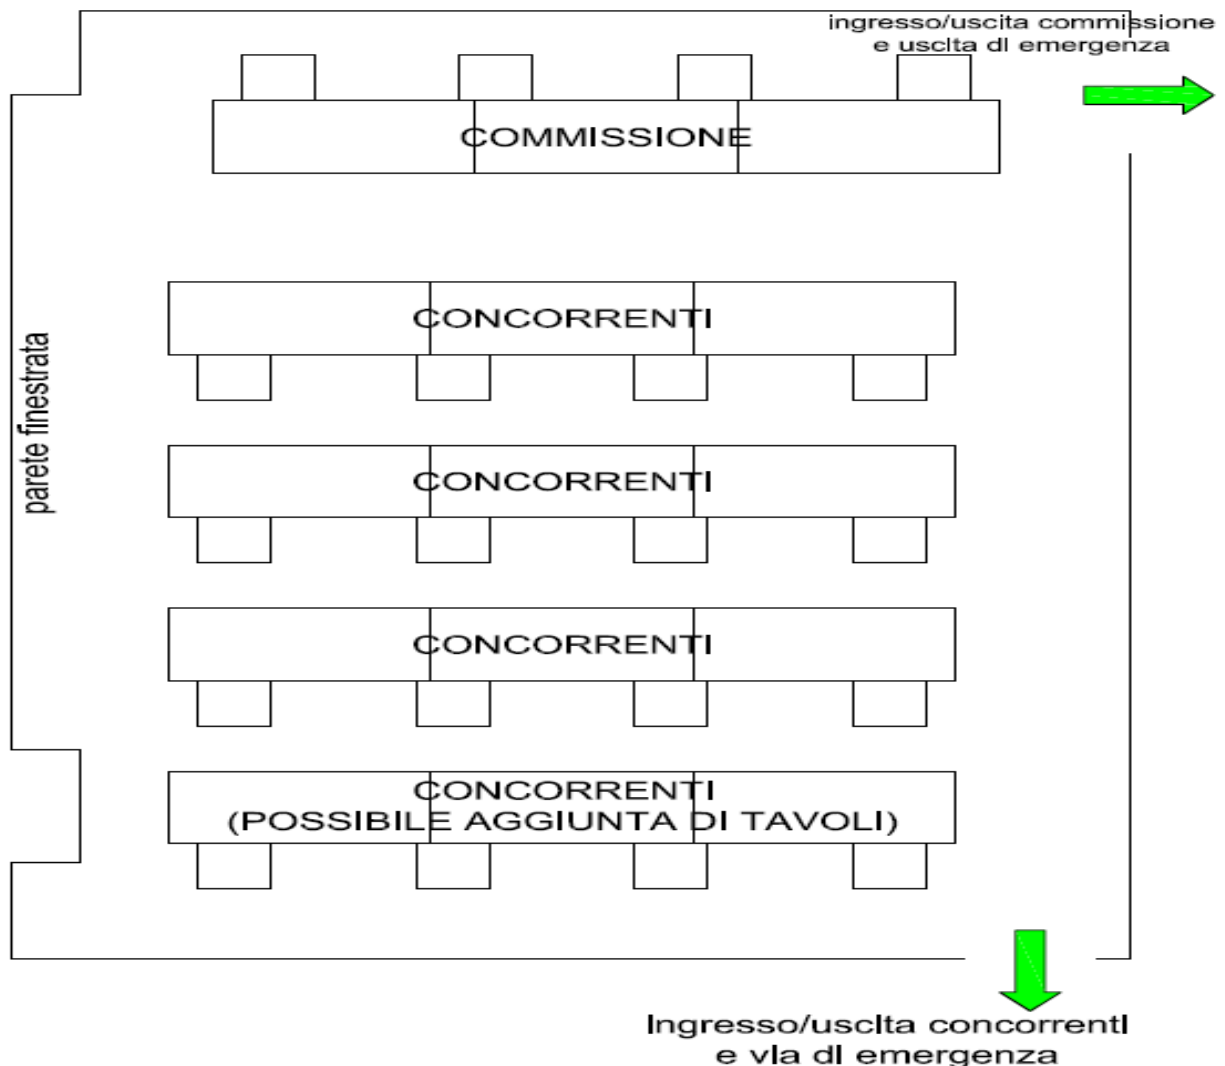 ingresso/uscita commissione
e uscita di emergenza
COMMISSIONE
CONCORRENTI
parete finestrata
CONCORRENTI
CONCORRENTI
CONCORRENTI
(POSSIBILE AGGIUNTA DI TAVOLI)
Ingresso/uscita concorrenti
e via di emergenza